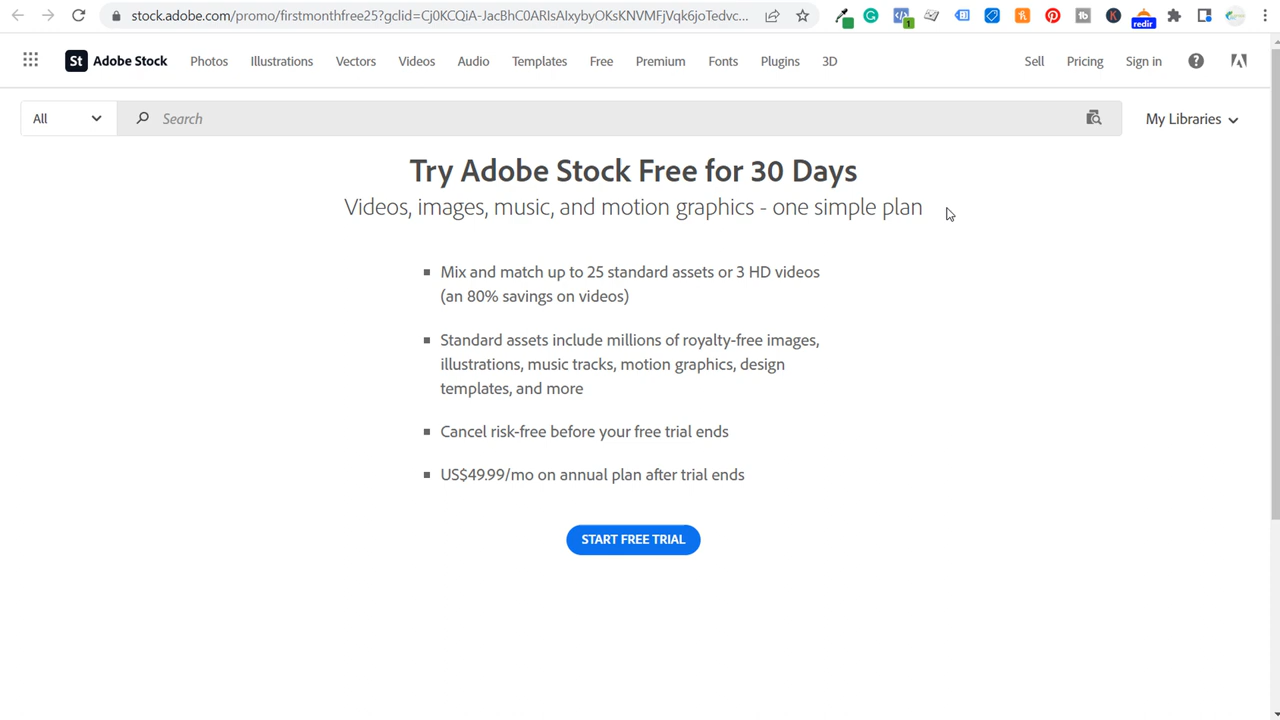 stock.adobe.com/promo/firstmonthfree25?gclid=Cj0KCQiA-JacBhC0ARIsAIxybyOKsKNVMFjVqk6joTedvc...
1
redir
St Adobe Stock Photos Illustrations Vectors Videos Audio Templates Free Premium Fonts Plugins 3D Sell Pricing Sign in
All Search My Libraries
Try Adobe Stock Free for 30 Days
Videos, images, music, and motion graphics - one simple plan
Mix and match up to 25 standard assets or 3 HD videos
(an 80% savings on videos)
Standard assets include millions of royalty-free images,
illustrations, music tracks, motion graphics, design
templates, and more
Cancel risk-free before your free trial ends
US$49.99/mo on annual plan after trial ends
START FREE TRIAL